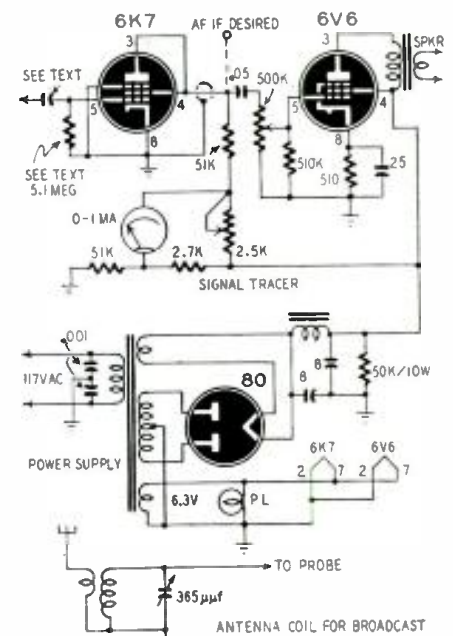 6K7
AF IF DESIRED
6V6
SPKR
3
3
SEE TEXT
.05
500K
5
4
5
4
8
8
SEE TEXT
5.1 MEG
51K
510K
510
25
0-1 MA
51K
2.7K
2.5K
SIGNAL TRACER
.001
117VAC
80
8
8
50K/10W
6K7
6V6
2
7
2
7
POWER SUPPLY
6.3V
PL
TO PROBE
365µµf
ANTENNA COIL FOR BROADCAST